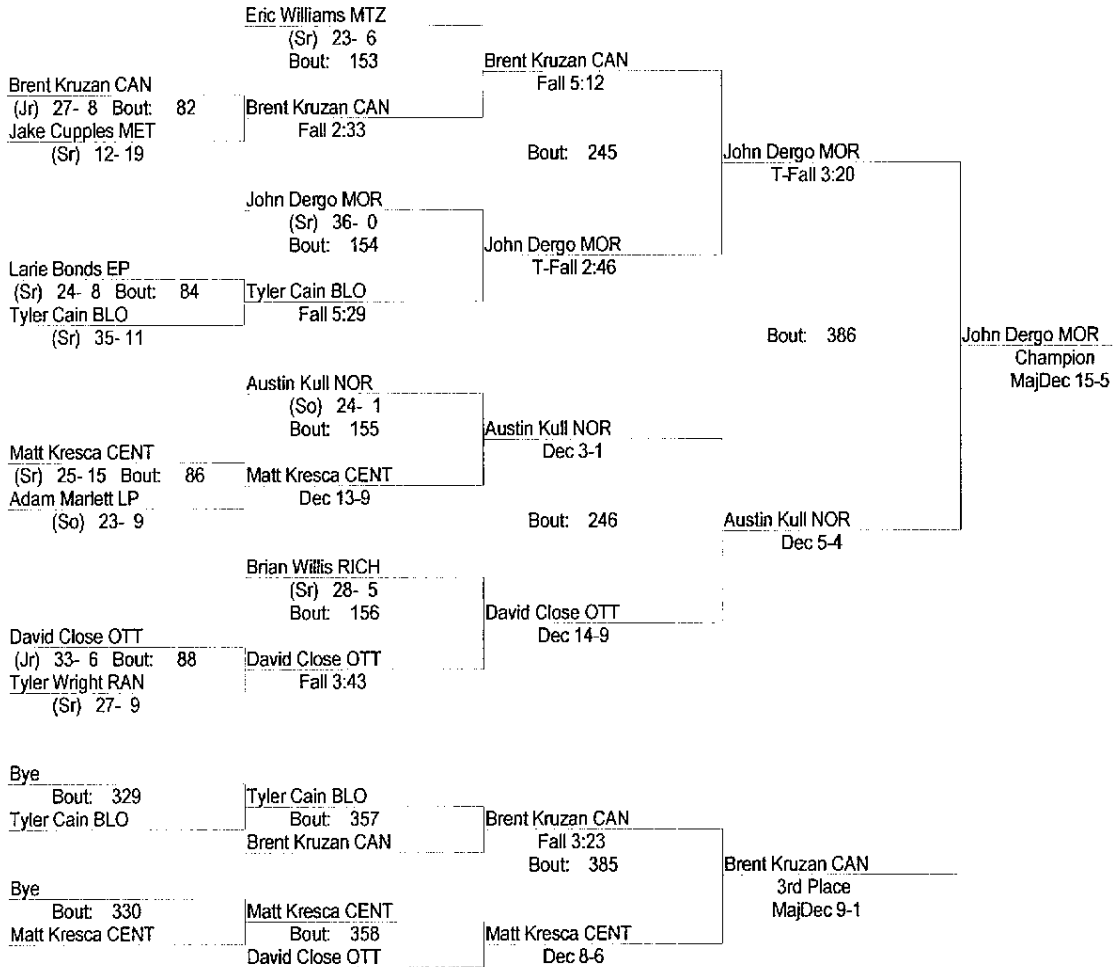 Eric Williams MTZ
(Sr) 23- 6
Bout: 153
Brent Kruzan CAN
Fall 5:12
Brent Kruzan CAN
(Jr) 27- 8 Bout: 82
Jake Cupples MET
(Sr) 12- 19
Brent Kruzan CAN
Fall 2:33
Bout: 245
John Dergo MOR
T-Fall 3:20
John Dergo MOR
(Sr) 36- 0
Bout: 154
John Dergo MOR
T-Fall 2:46
Larie Bonds EP
(Sr) 24- 8 Bout: 84
Tyler Cain BLO
(Sr) 35- 11
Tyler Cain BLO
Fall 5:29
Bout: 386
John Dergo MOR
Champion
MajDec 15-5
Austin Kull NOR
(So) 24- 1
Bout: 155
Austin Kull NOR
Dec 3-1
Matt Kresca CENT
(Sr) 25- 15 Bout: 86
Adam Marlett LP
(So) 23- 9
Matt Kresca CENT
Dec 13-9
Bout: 246
Austin Kull NOR
Dec 5-4
Brian Willis RICH
(Sr) 28- 5
Bout: 156
David Close OTT
Dec 14-9
David Close OTT
(Jr) 33- 6 Bout: 88
Tyler Wright RAN
(Sr) 27- 9
David Close OTT
Fall 3:43
Bye
Bout: 329
Tyler Cain BLO
Tyler Cain BLO
Bout: 357
Brent Kruzan CAN
Brent Kruzan CAN
Fall 3:23
Bout: 385
Brent Kruzan CAN
3rd Place
MajDec 9-1
Bye
Bout: 330
Matt Kresca CENT
Matt Kresca CENT
Bout: 358
David Close OTT
Matt Kresca CENT
Dec 8-6